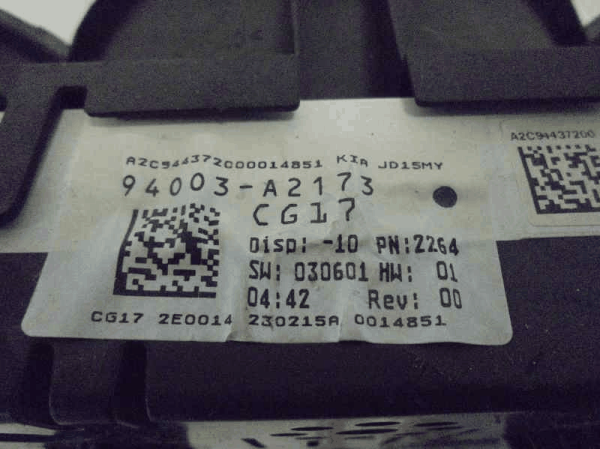 A2C944372000014851 KIA JD15MY
94003-A2173
CG17
Disp: -10 PN:2264
SW: 030601 HW: 01
04:42 Rev: 00
CG17 2E0014 230215A 0014851
A2C94437200